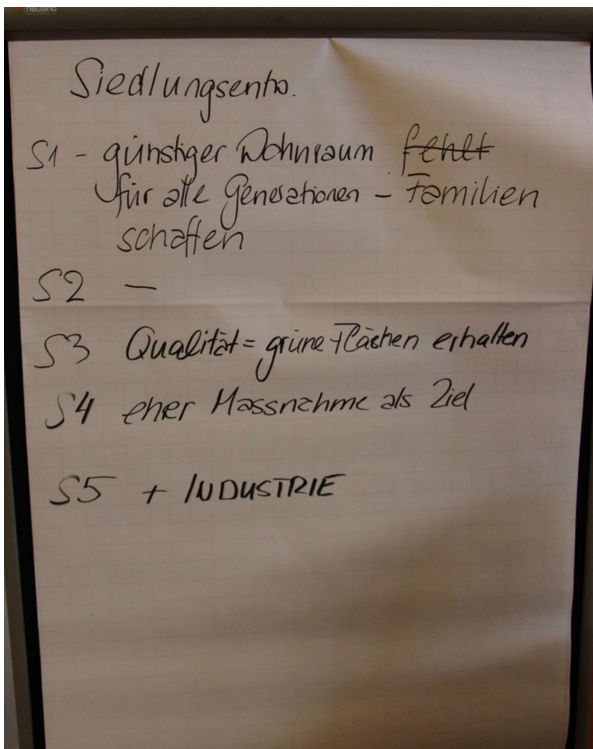 neuland
Siedlungsentw.
S1 - günstiger Wohnraum fehlt
für alle Generationen - Familien
schaffen
S2 —
S3 Qualität = grüne Flächen erhalten
S4 eher Massnahme als Ziel
S5 + INDUSTRIE